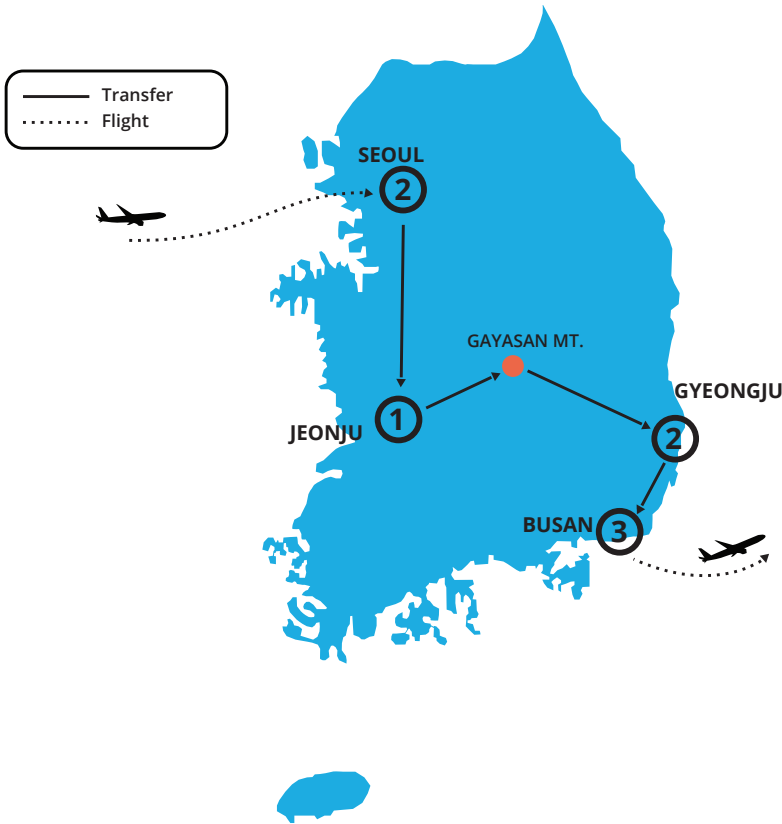 Transfer
Flight
SEOUL
2
GAYASAN MT.
GYEONGJU
JEONJU
1
2
BUSAN
3